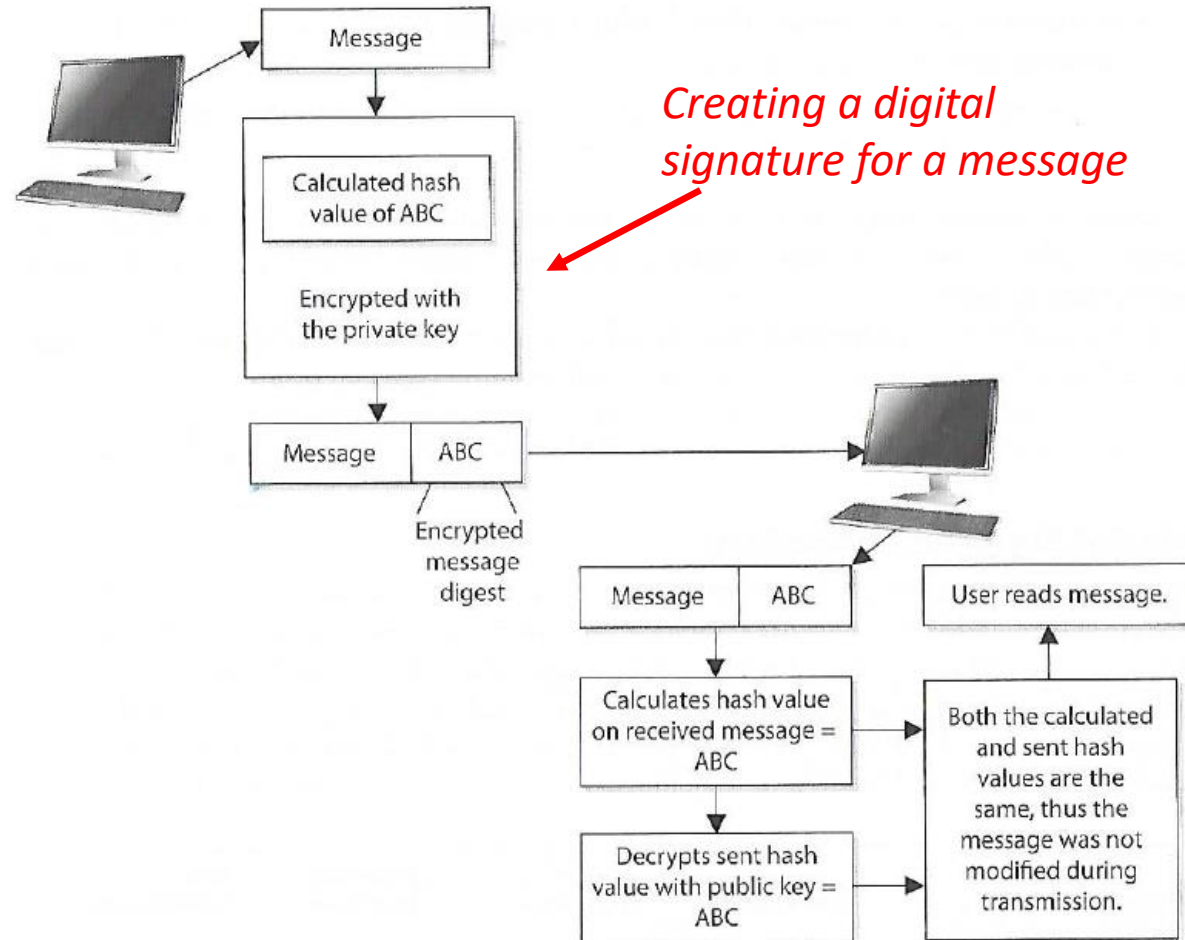 Message
Creating a digital
signature for a message
Calculated hash
value of ABC
Encrypted with
the private key
Message ABC
Encrypted
message
digest
Message ABC
User reads message.
Calculates hash value
on received message =
ABC
Both the calculated
and sent hash
values are the
same, thus the
message was not
modified during
transmission.
Decrypts sent hash
value with public key =
ABC